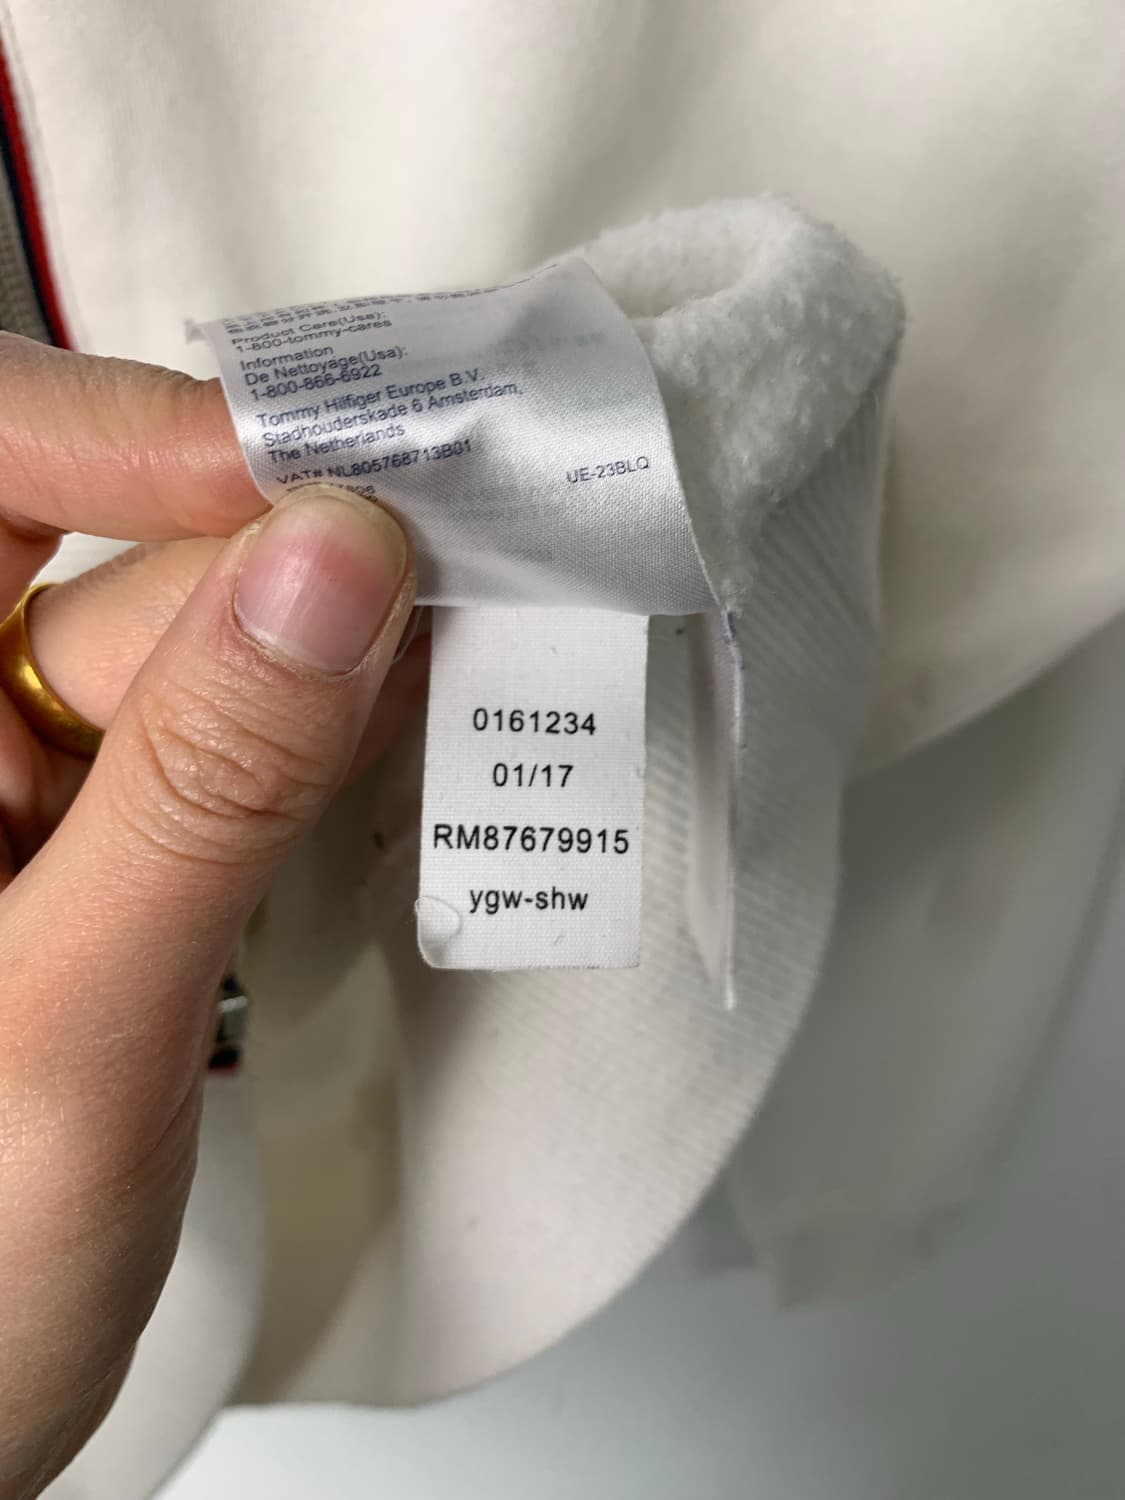 Product Care(Usa):
1-800-tommy-cares
Information
De Nettoyage(Usa):
1-800-866-6922
Tommy Hilfiger Europe B.V.
Stadhouderskade 6 Amsterdam,
The Netherlands
VAT# NL805768713B01
UE-23BLQ
0161234
01/17
RM87679915
ygw-shw